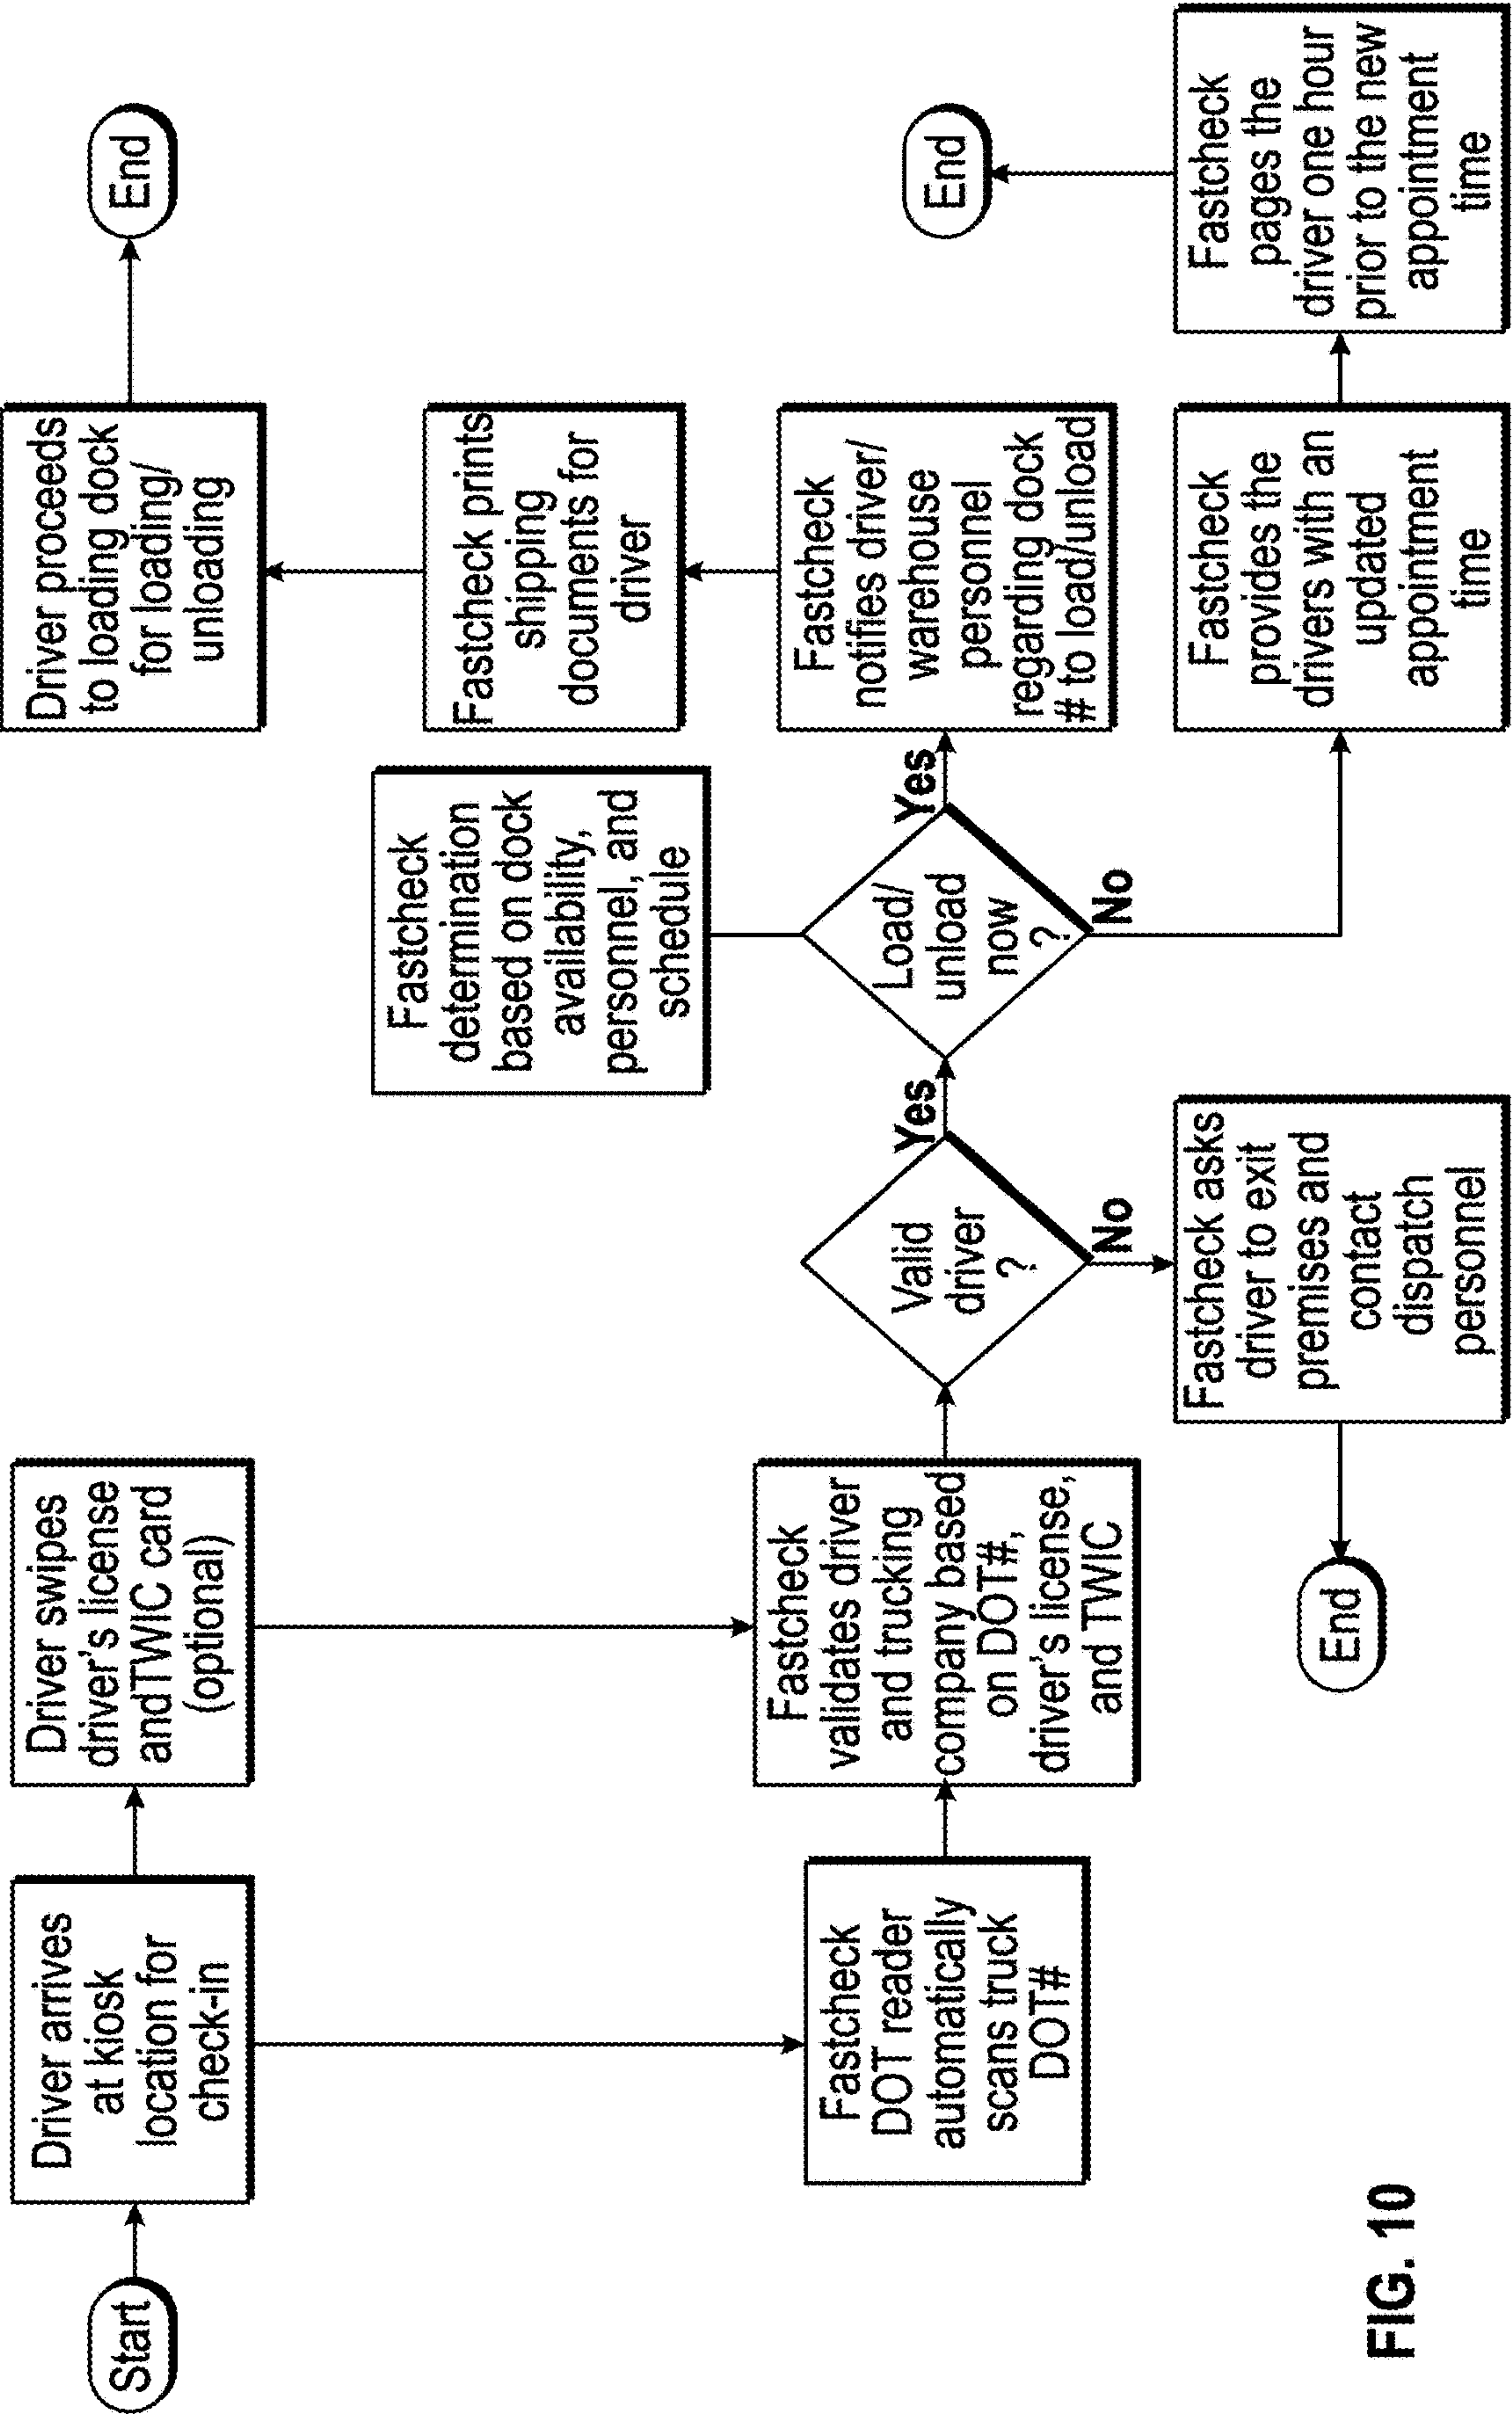 Start
Driver arrives
at kiosk
location for
check-in
Driver swipes
driver's license
andTWIC card
(optional)
Fastcheck
DOT reader
automatically
scans truck
DOT#
Fastcheck
validates driver
and trucking
company based
on DOT#,
driver's license,
and TWIC
Valid
driver
?
Yes
No
Fastcheck asks
driver to exit
premises and
contact
dispatch
personnel
End
Fastcheck
determination
based on dock
availability,
personnel, and
schedule
Load/
unload
now
?
Yes
No
Fastcheck
notifies driver/
warehouse
personnel
regarding dock
# to load/unload
Fastcheck prints
shipping
documents for
driver
Driver proceeds
to loading dock
for loading/
unloading
End
Fastcheck
provides the
drivers with an
updated
appointment
time
Fastcheck
pages the
driver one hour
prior to the new
appointment
time
End
FIG. 10